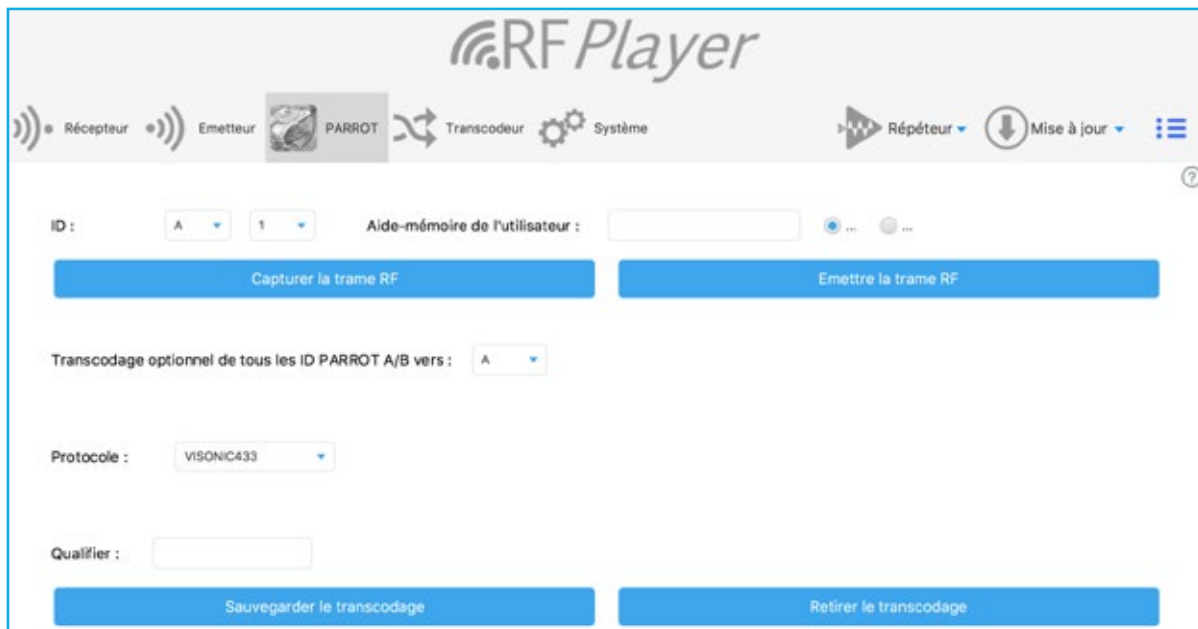 RFPlayer
Récepteur Emetteur PARROT Transcodeur Système Répéteur Mise à jour
?
ID : A 1 Aide-mémoire de l'utilisateur : ... ...
Capturer la trame RF Emettre la trame RF
Transcodage optionnel de tous les ID PARROT A/B vers : A
Protocole : VISONIC433
Qualifier :
Sauvegarder le transcodage Retirer le transcodage